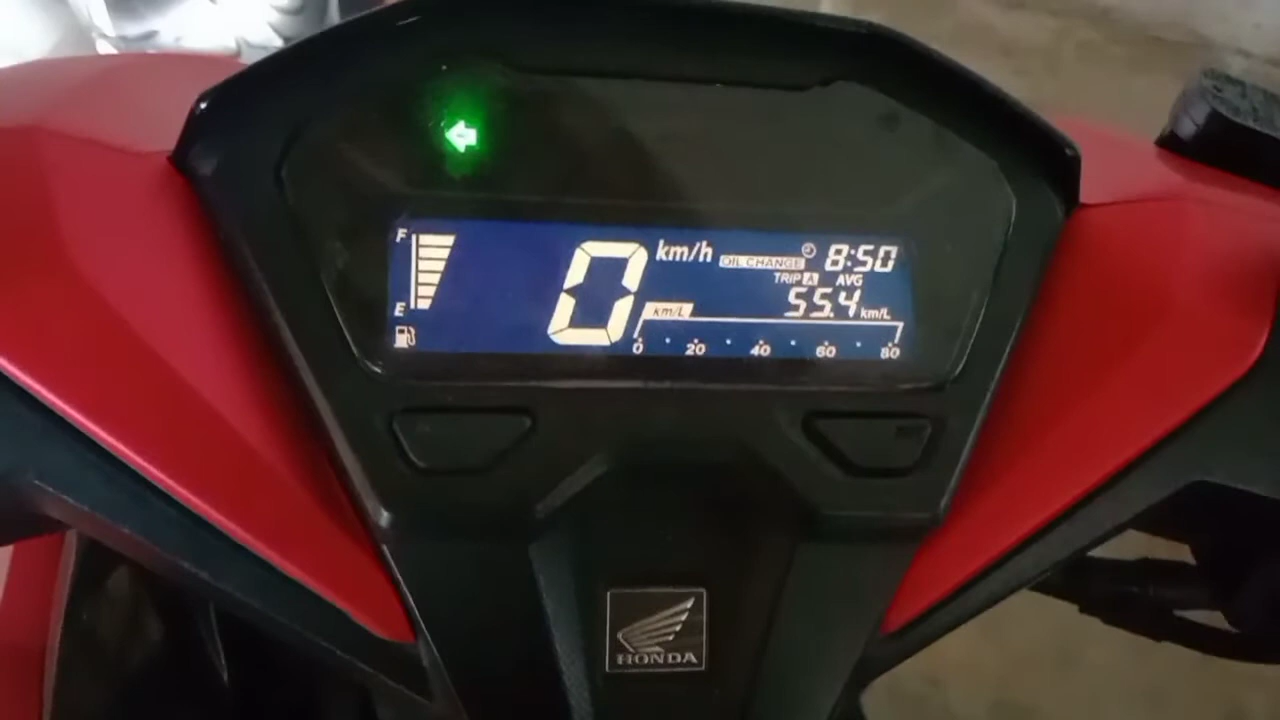 F
E
0 km/h
OIL CHANGE 8:50
TRIP A AVG
55.4 km/L
km/L
0 20 40 60 80
HONDA